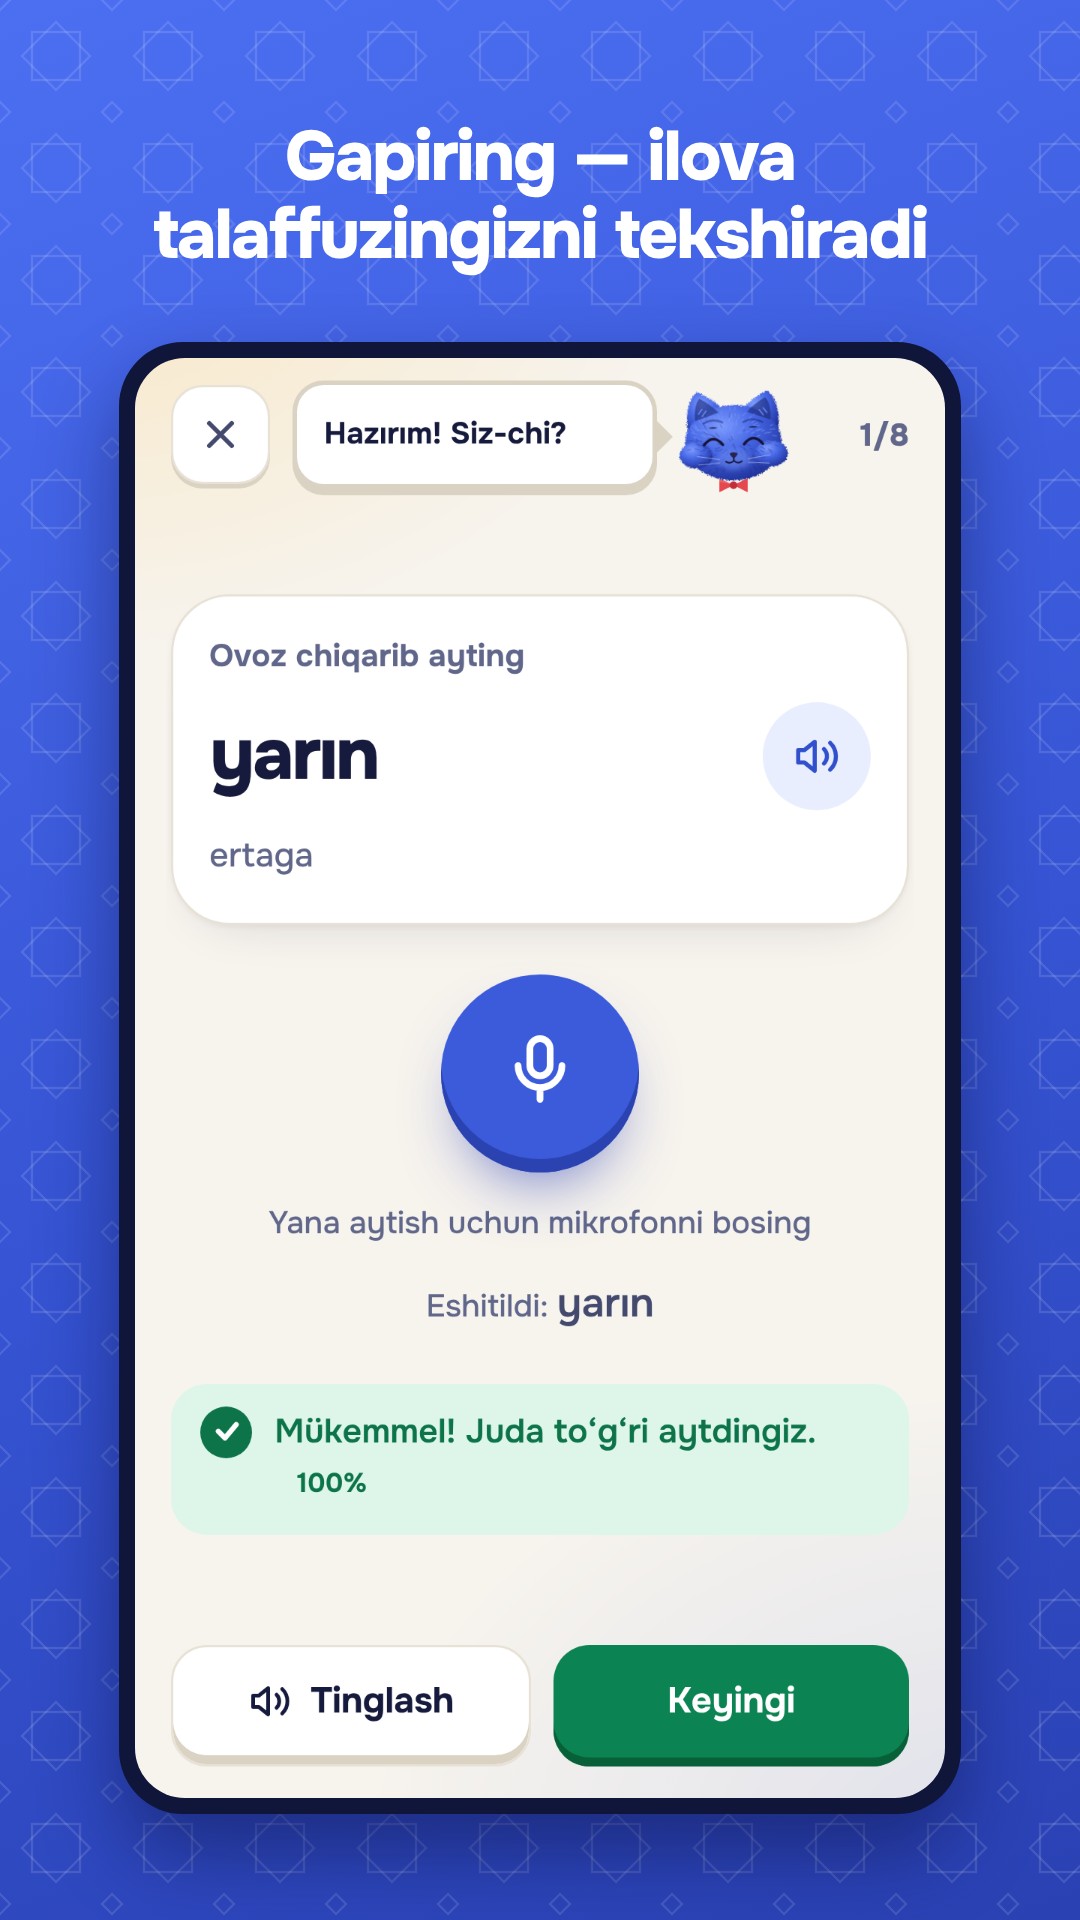 Gapiring — ilova
talaffuzingizni tekshiradi
Hazırım! Siz-chi?
1/8
Ovoz chiqarib ayting
yarın
ertaga
Yana aytish uchun mikrofonni bosing
Eshitildi: yarın
Mükemmel! Juda to‘g‘ri aytdingiz.
100%
Tinglash
Keyingi